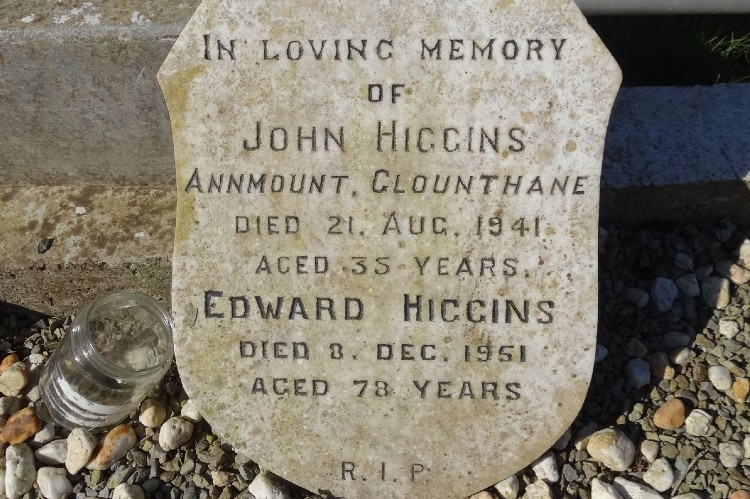 IN LOVING MEMORY
OF
JOHN HIGGINS
ANNMOUNT, GLOUNTHANE
DIED 21. AUG. 1941
AGED 35 YEARS.
EDWARD HIGGINS
DIED 8. DEC. 1951
AGED 78 YEARS
R.I.P